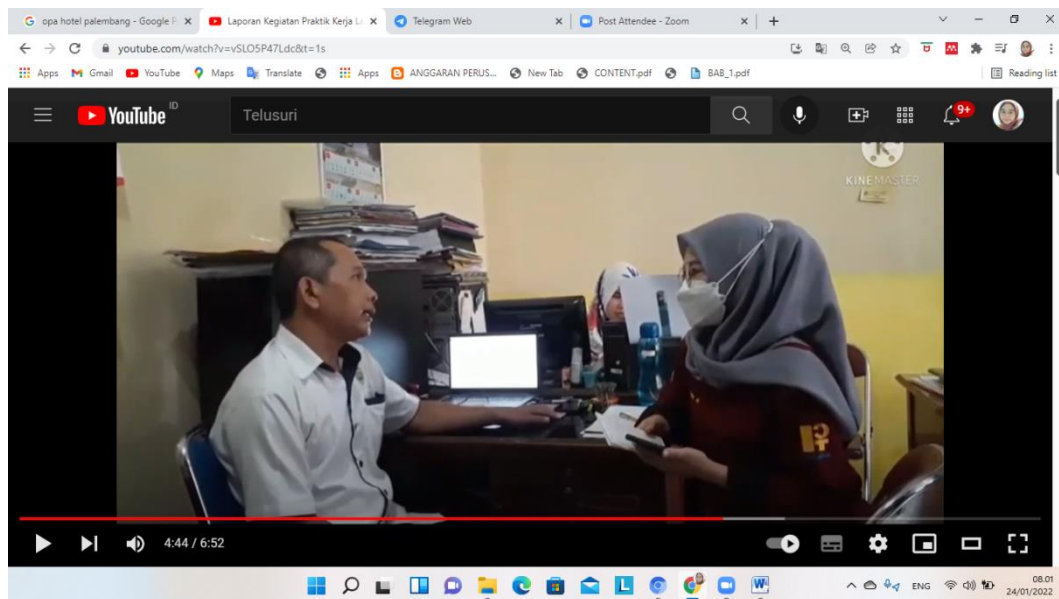 opa hotel palembang - Google P
Laporan Kegiatan Praktik Kerja La
Telegram Web
Post Attendee - Zoom
youtube.com/watch?v=vSLO5P47Ldc&t=1s
Apps Gmail YouTube Maps Translate Apps ANGGARAN PERUS... New Tab CONTENT.pdf BAB_1.pdf Reading list
YouTube ID
Telusuri
9+
KINEMASTER
4:44 / 6:52
ENG
08.01
24/01/2022